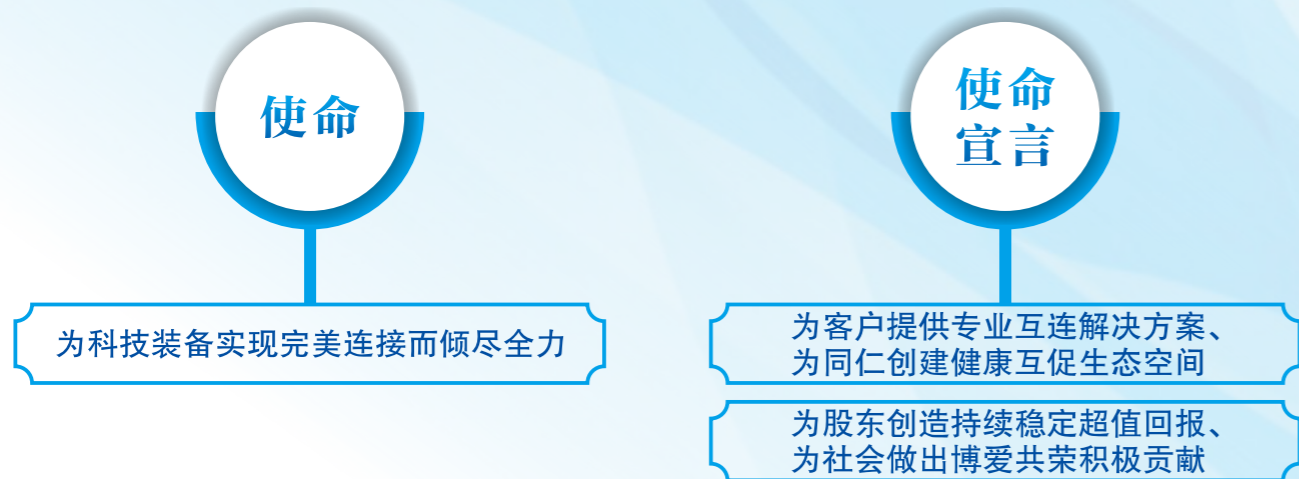 使命
为科技装备实现完美连接而倾尽全力
使命
宣言
为客户提供专业互连解决方案、
为同仁创建健康互促生态空间
为股东创造持续稳定超值回报、
为社会做出博爱共荣积极贡献